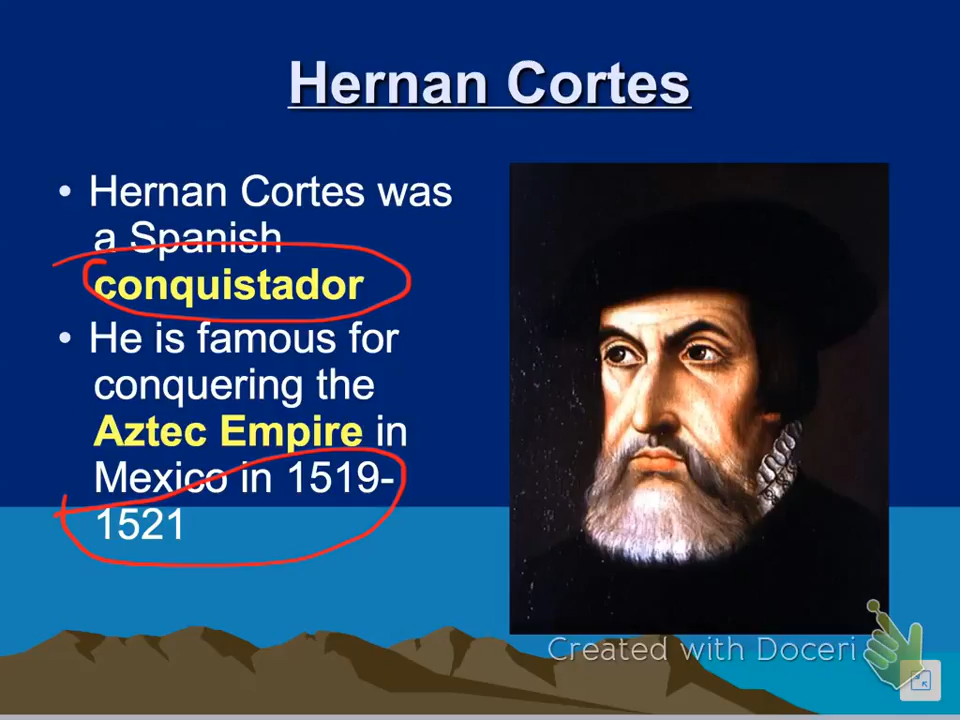 Hernan Cortes
• Hernan Cortes was
a Spanish
conquistador
• He is famous for
conquering the
Aztec Empire in
Mexico in 1519-
1521
Created with Doceri